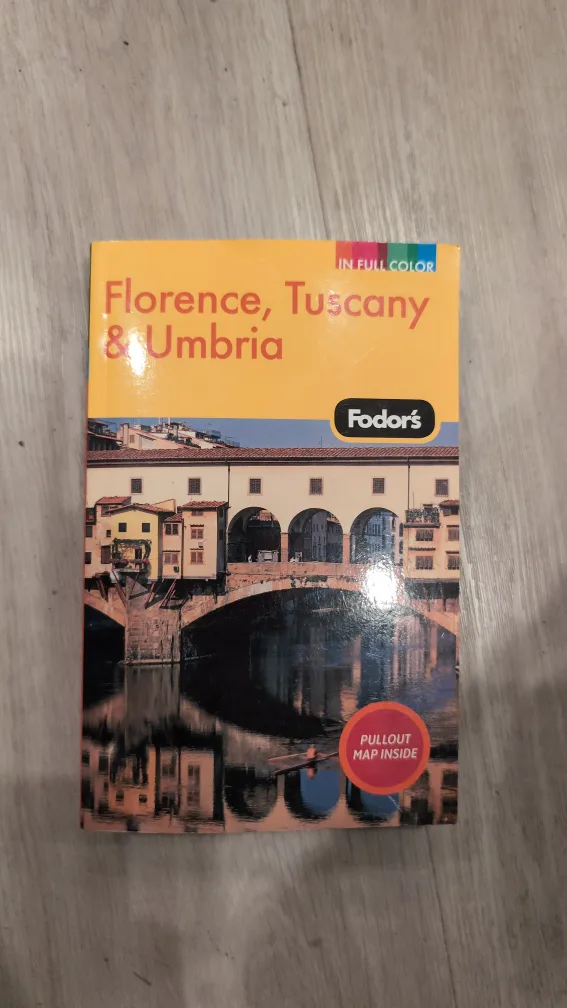 IN FULL COLOR
Florence, Tuscany
& Umbria
Fodor's
PULLOUT
MAP INSIDE